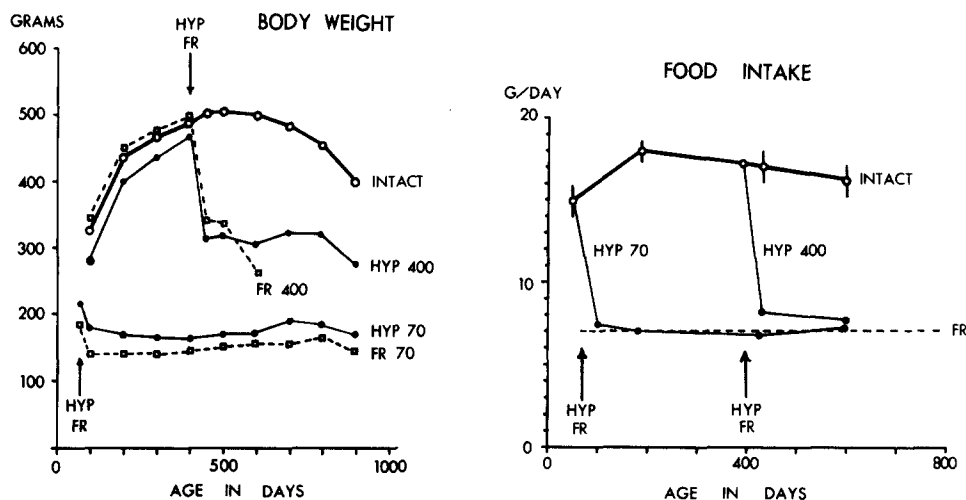 BODY WEIGHT
GRAMS
HYP
FR
600
500
400
300
200
100
INTACT
HYP 400
FR 400
HYP 70
FR 70
HYP
FR
0
500
1000
AGE IN DAYS
FOOD INTAKE
G/DAY
20
10
0
INTACT
HYP 70
HYP 400
FR
HYP
FR
HYP
FR
0
400
800
AGE IN DAYS